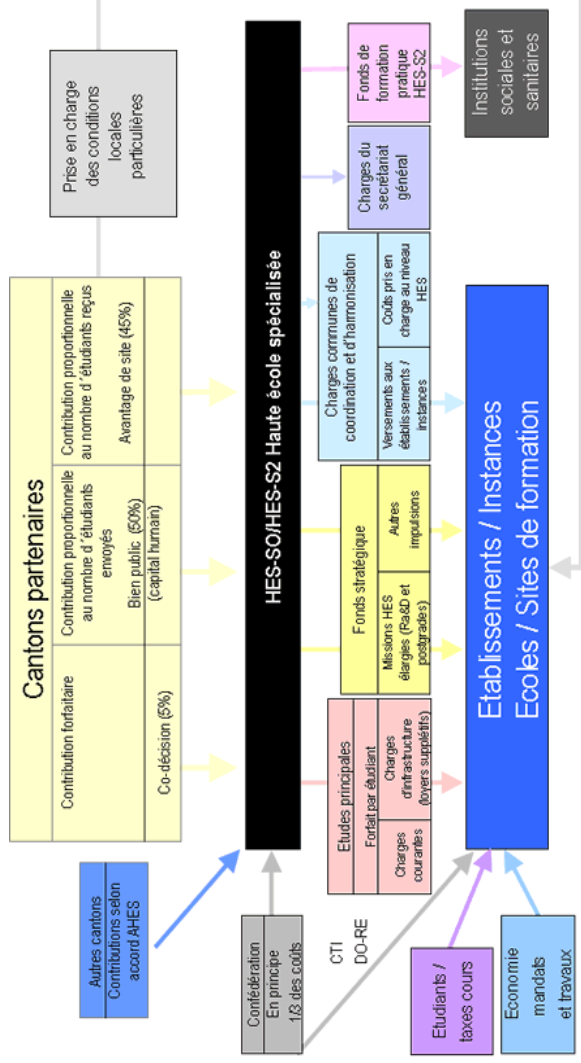 Cantons partenaires
Contribution forfaitaire
Co-décision (5%)
Contribution proportionnelle
au nombre d´étudiants
envoyés
Bien public (50%)
(capital humain)
Contribution proportionnelle
au nombre d´étudiants reçus
Avantage de site (45%)
Prise en charge
des conditions
locales
particulières
Autres cantons
Contributions selon
accord AHES
Confédération
En principe
1/3 des coûts
HES-SO/HES-S2 Haute école spécialisée
CTI
DO-RE
Etudes principales
Forfait par étudiant
Charges
courantes
Charges
d'infrastructure
(loyers supplétifs)
Fonds stratégique
Missions HES
élargies (Ra&D et
postgrades)
Autres
impulsions
Charges communes de
coordination et d'harmonisation
Versements aux
établissements /
instances
Coûts pris en
charge au niveau
HES
Charges du
secrétariat
général
Fonds de
formation
pratique
HES-S2
Etudiants /
taxes cours
Economie
mandats
et travaux
Etablissements / Instances
Ecoles / Sites de formation
Institutions
sociales et
sanitaires